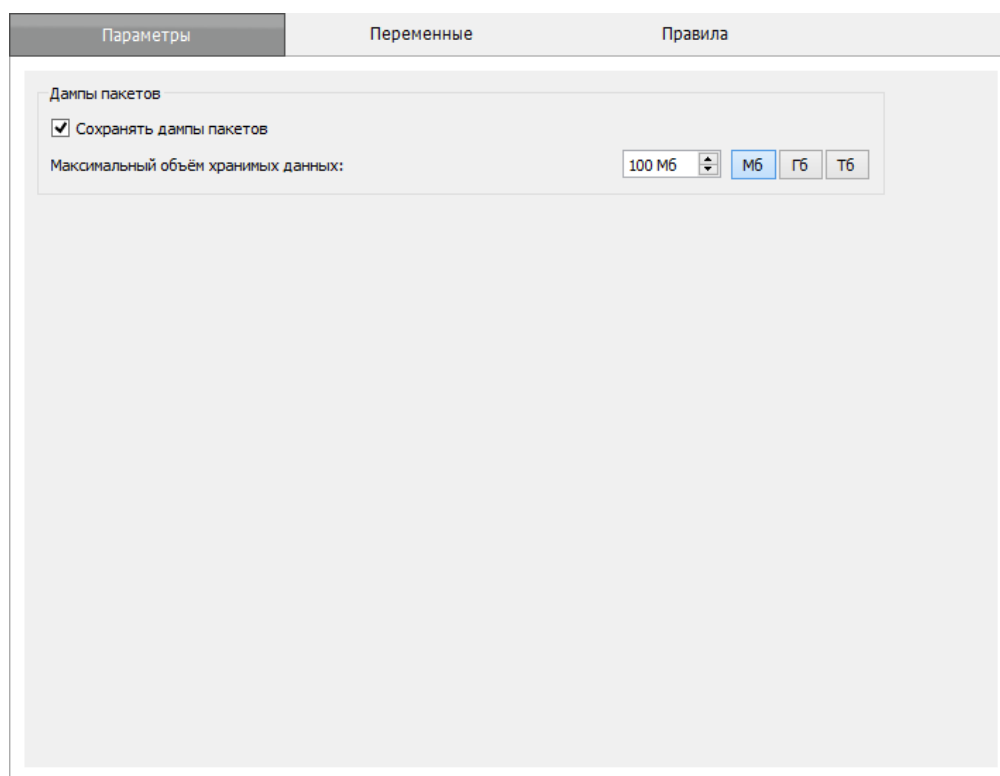 Параметры Переменные Правила
Дампы пакетов
Сохранять дампы пакетов
Максимальный объём хранимых данных: 100 Мб Мб Гб Тб